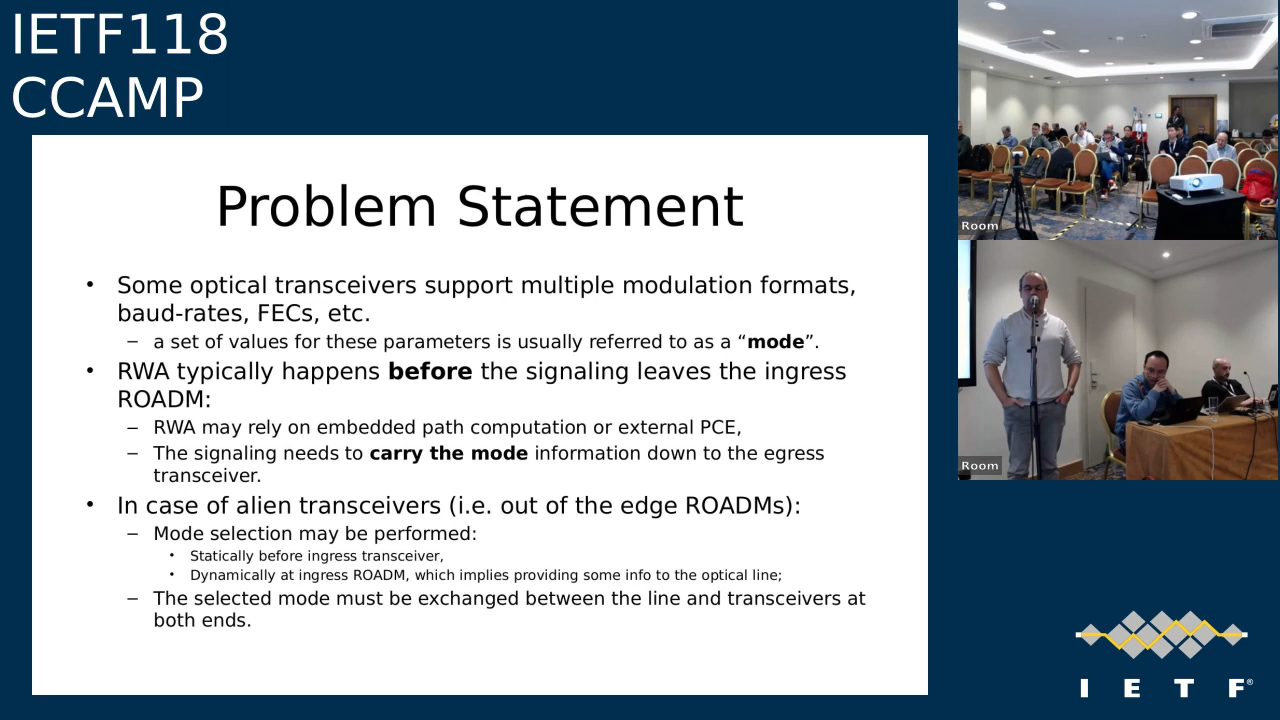 IETF118
CCAMP
Problem Statement
• Some optical transceivers support multiple modulation formats,
baud-rates, FECs, etc.
– a set of values for these parameters is usually referred to as a “mode”.
• RWA typically happens before the signaling leaves the ingress
ROADM:
– RWA may rely on embedded path computation or external PCE,
– The signaling needs to carry the mode information down to the egress
transceiver.
• In case of alien transceivers (i.e. out of the edge ROADMs):
– Mode selection may be performed:
• Statically before ingress transceiver,
• Dynamically at ingress ROADM, which implies providing some info to the optical line;
– The selected mode must be exchanged between the line and transceivers at
both ends.
Room
Room
I E T F®